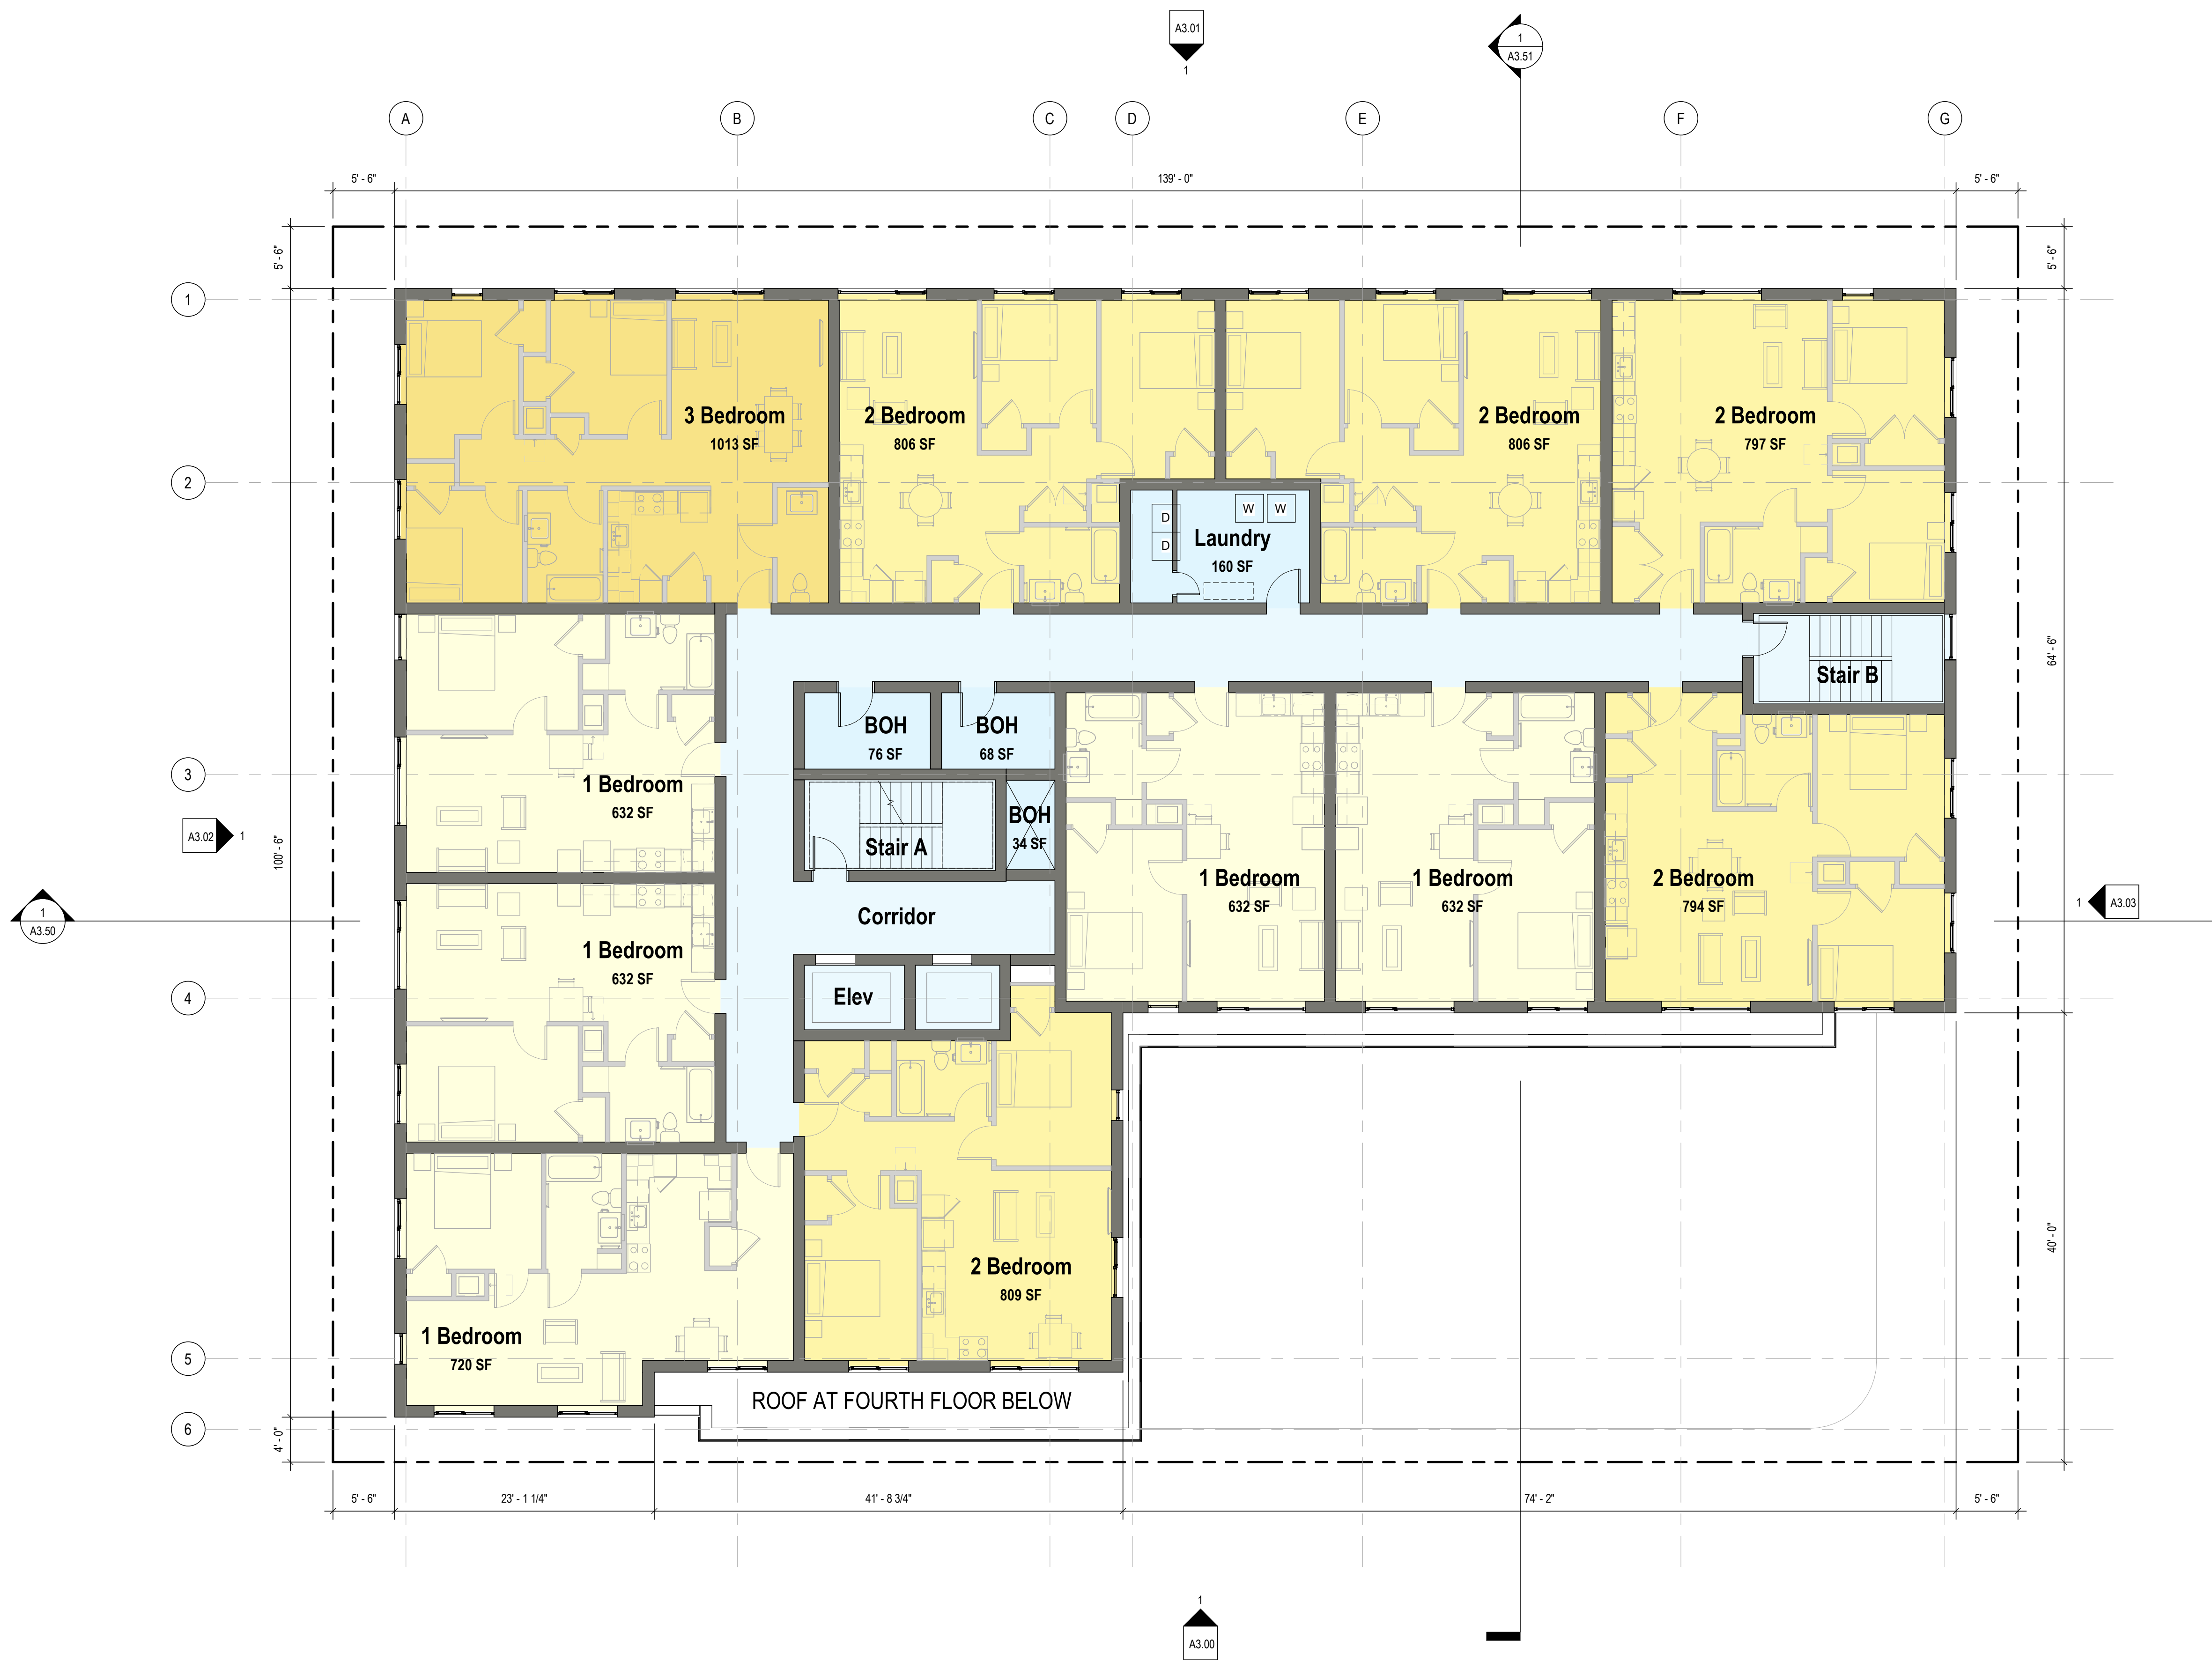 A3.01
1
1
A3.51
A
B
C
D
E
F
G
5' - 6"
139' - 0"
5' - 6"
5' - 6"
5' - 6"
1
2
3
4
5
6
3 Bedroom
1013 SF
2 Bedroom
806 SF
2 Bedroom
806 SF
2 Bedroom
797 SF
D
D
W
W
Laundry
160 SF
64' - 6"
Stair B
BOH
76 SF
BOH
68 SF
1 Bedroom
632 SF
BOH
34 SF
Stair A
A3.02
1
100' - 6"
1 Bedroom
632 SF
1 Bedroom
632 SF
2 Bedroom
794 SF
1
A3.03
1
A3.50
Corridor
1 Bedroom
632 SF
Elev
2 Bedroom
809 SF
40' - 0"
1 Bedroom
720 SF
ROOF AT FOURTH FLOOR BELOW
4' - 0"
5' - 6"
23' - 1 1/4"
41' - 8 3/4"
74' - 2"
5' - 6"
1
A3.00